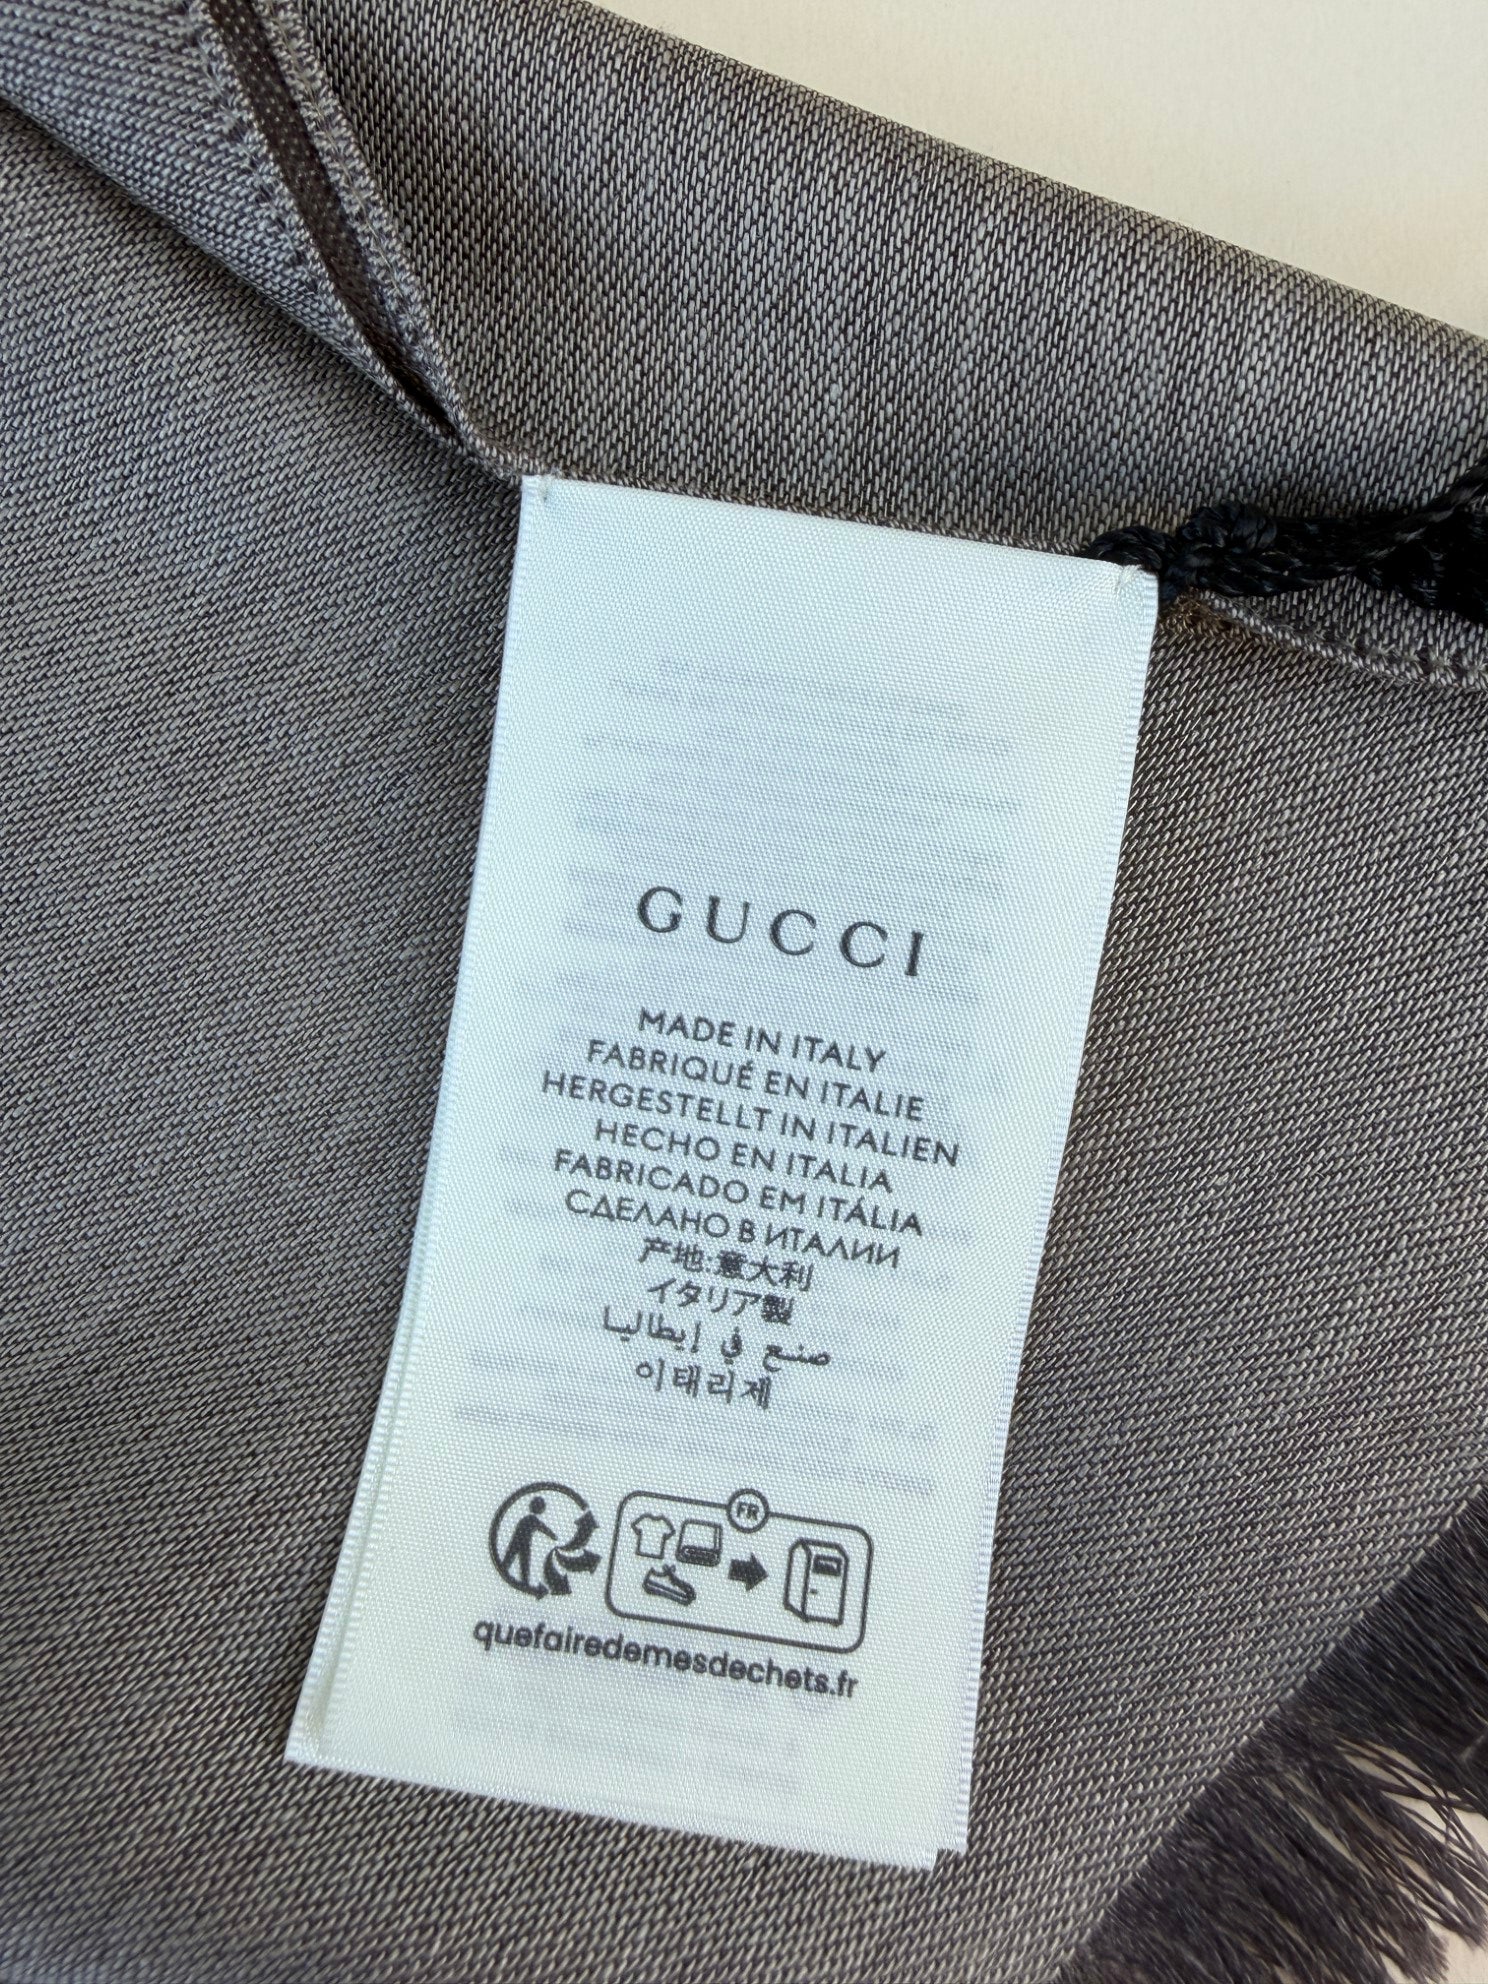 GUCCI
MADE IN ITALY
FABRIQUÉ EN ITALIE
HERGESTELLT IN ITALIEN
HECHO EN ITALIA
FABRICADO EM ITÁLIA
СДЕЛАНО В ИТАЛИИ
产地:意大利
イタリア製
صنع في إيطاليا
이태리제
FR
quefairedemesdechets.fr